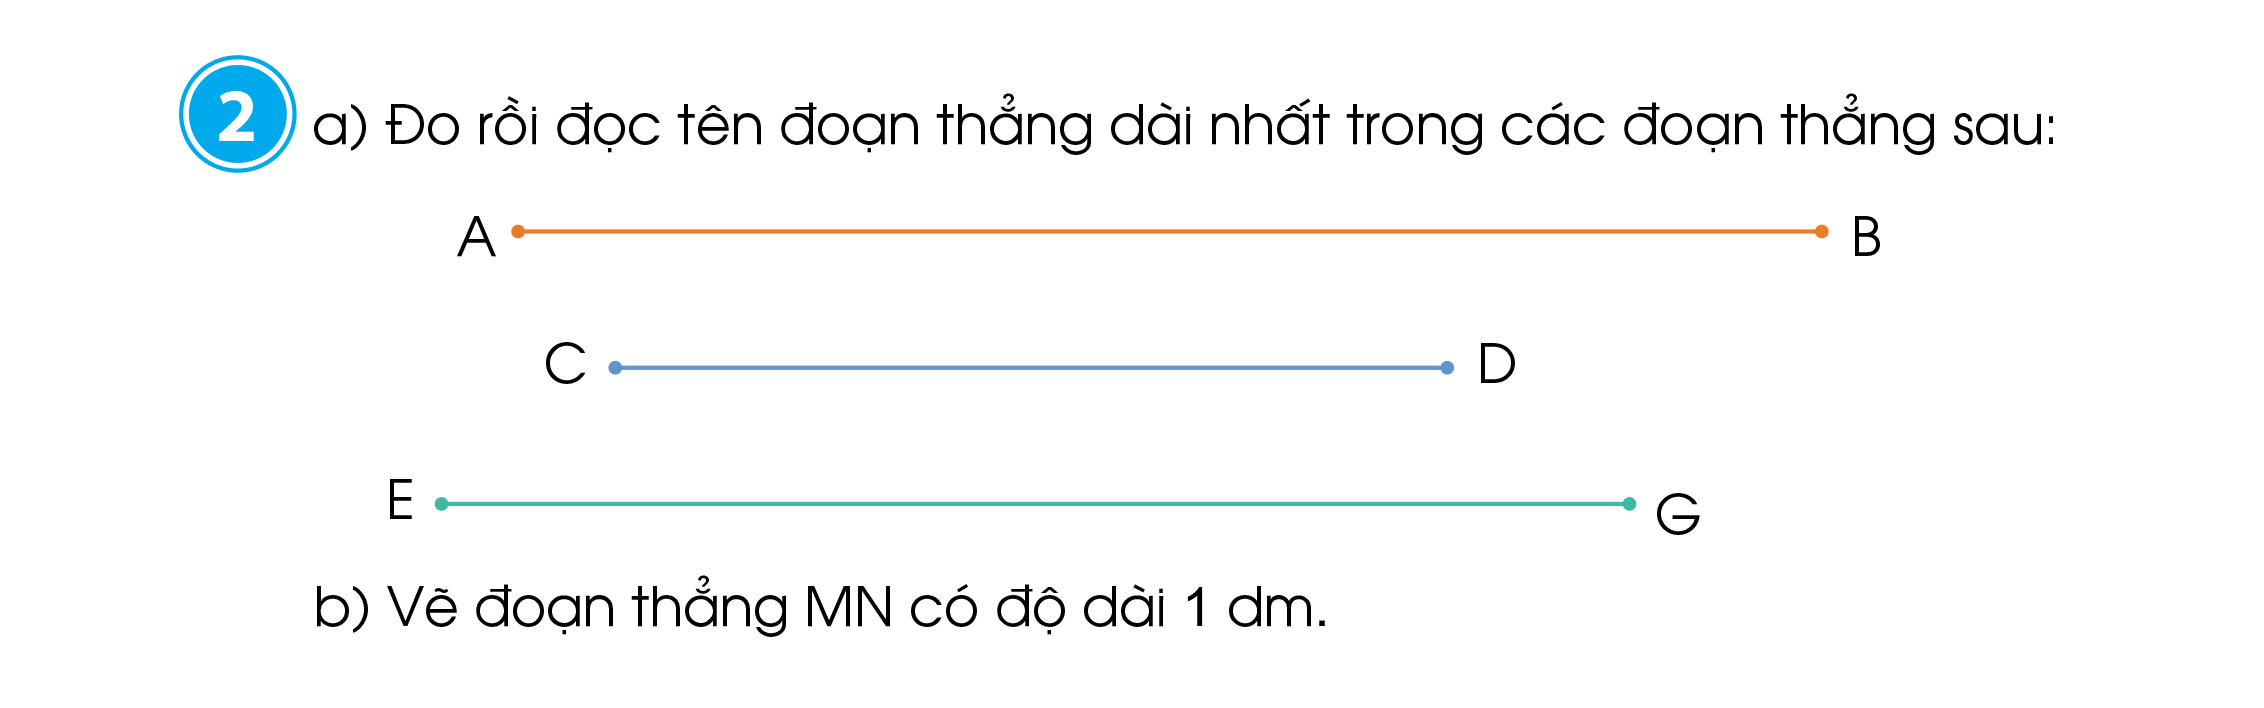 2 a) Đo rồi đọc tên đoạn thẳng dài nhất trong các đoạn thẳng sau:
A B
C D
E G
b) Vẽ đoạn thẳng MN có độ dài 1 dm.